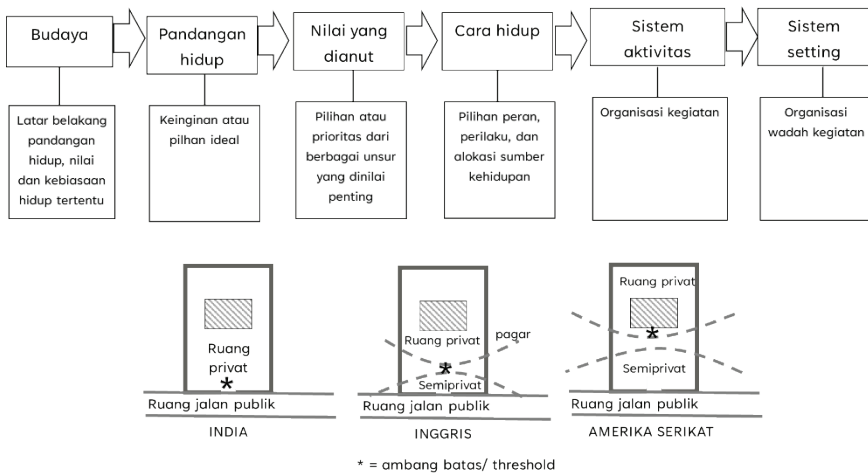 Budaya
Pandangan
hidup
Nilai yang
dianut
Cara hidup
Sistem
aktivitas
Sistem
setting
Latar belakang
pandangan
hidup, nilai
dan kebiasaan
hidup tertentu
Keinginan atau
pilhan ideal
Pilihan atau
prioritas dari
berbagai unsur
yang dinilai
penting
Pilihan peran,
perilaku, dan
alokasi sumber
kehidupan
Organisasi kegiatan
Organisasi
wadah kegiatan
Ruang
privat
*
Ruang jalan publik
INDIA
Ruang privat
pagar
*
Semiprivat
Ruang jalan publik
INGGRIS
Ruang privat
*
Semiprivat
Ruang jalan publik
AMERIKA SERIKAT
* = ambang batas/ threshold